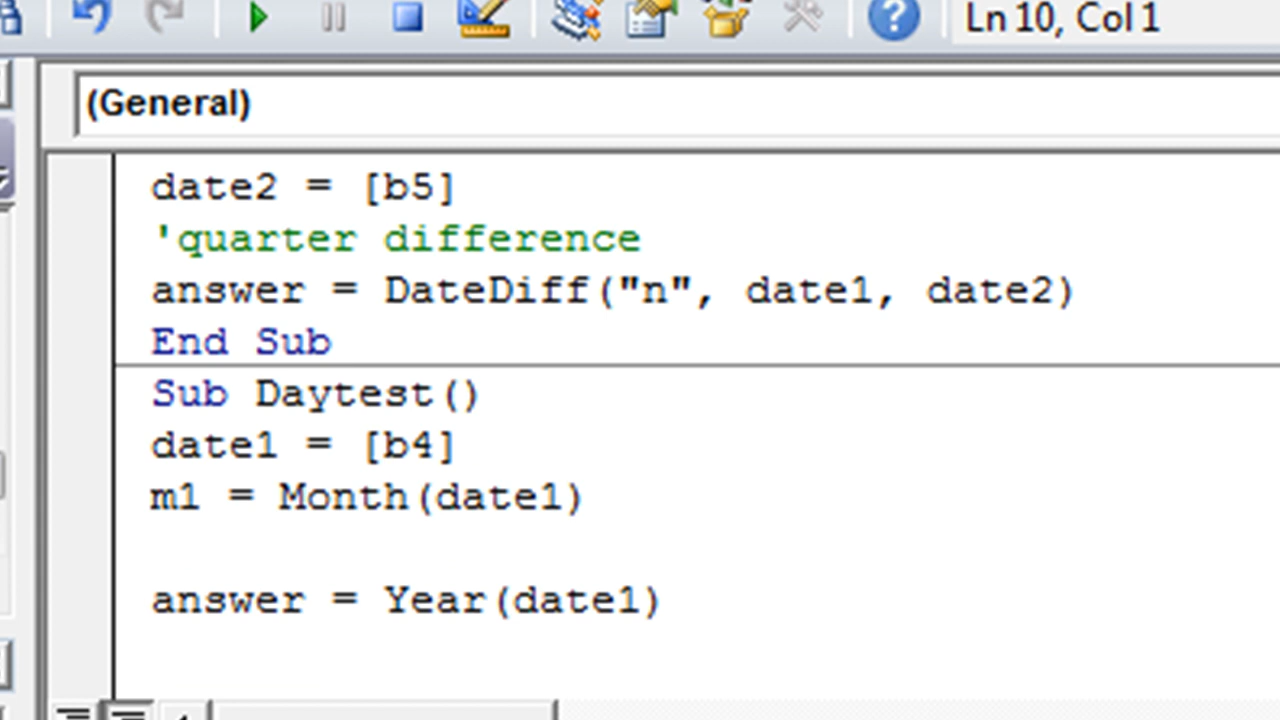 Ln 10, Col 1
(General)
date2 = [b5]
'quarter difference
answer = DateDiff("n", date1, date2)
End Sub
Sub Daytest()
date1 = [b4]
m1 = Month(date1)
answer = Year(date1)